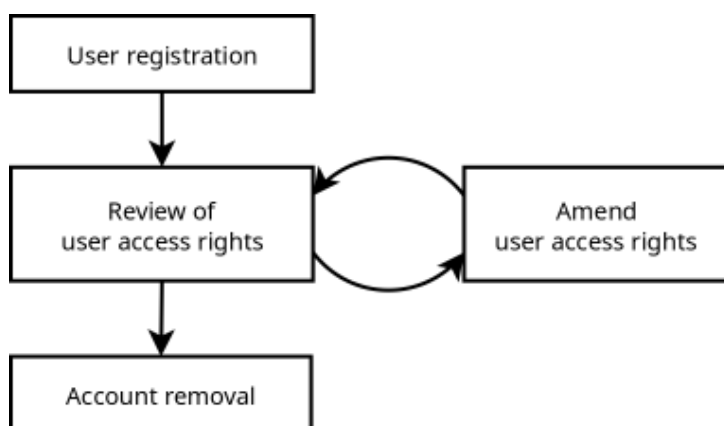 User registration
Review of
user access rights
Amend
user access rights
Account removal